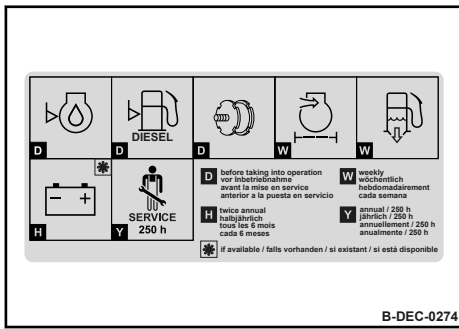 DIESEL
D
D
D
W
W
H
Y
SERVICE
250 h
D
before taking into operation
vor Inbetriebnahme
avant la mise en service
anterior a la puesta en servicio
W
weekly
wöchentlich
hebdomadairement
cada semana
H
twice annual
halbjährlich
tous les 6 mois
cada 6 meses
Y
annual / 250 h
jährlich / 250 h
annuellement / 250 h
anualmente / 250 h
if available / falls vorhanden / si existant / si está disponible
B-DEC-0274